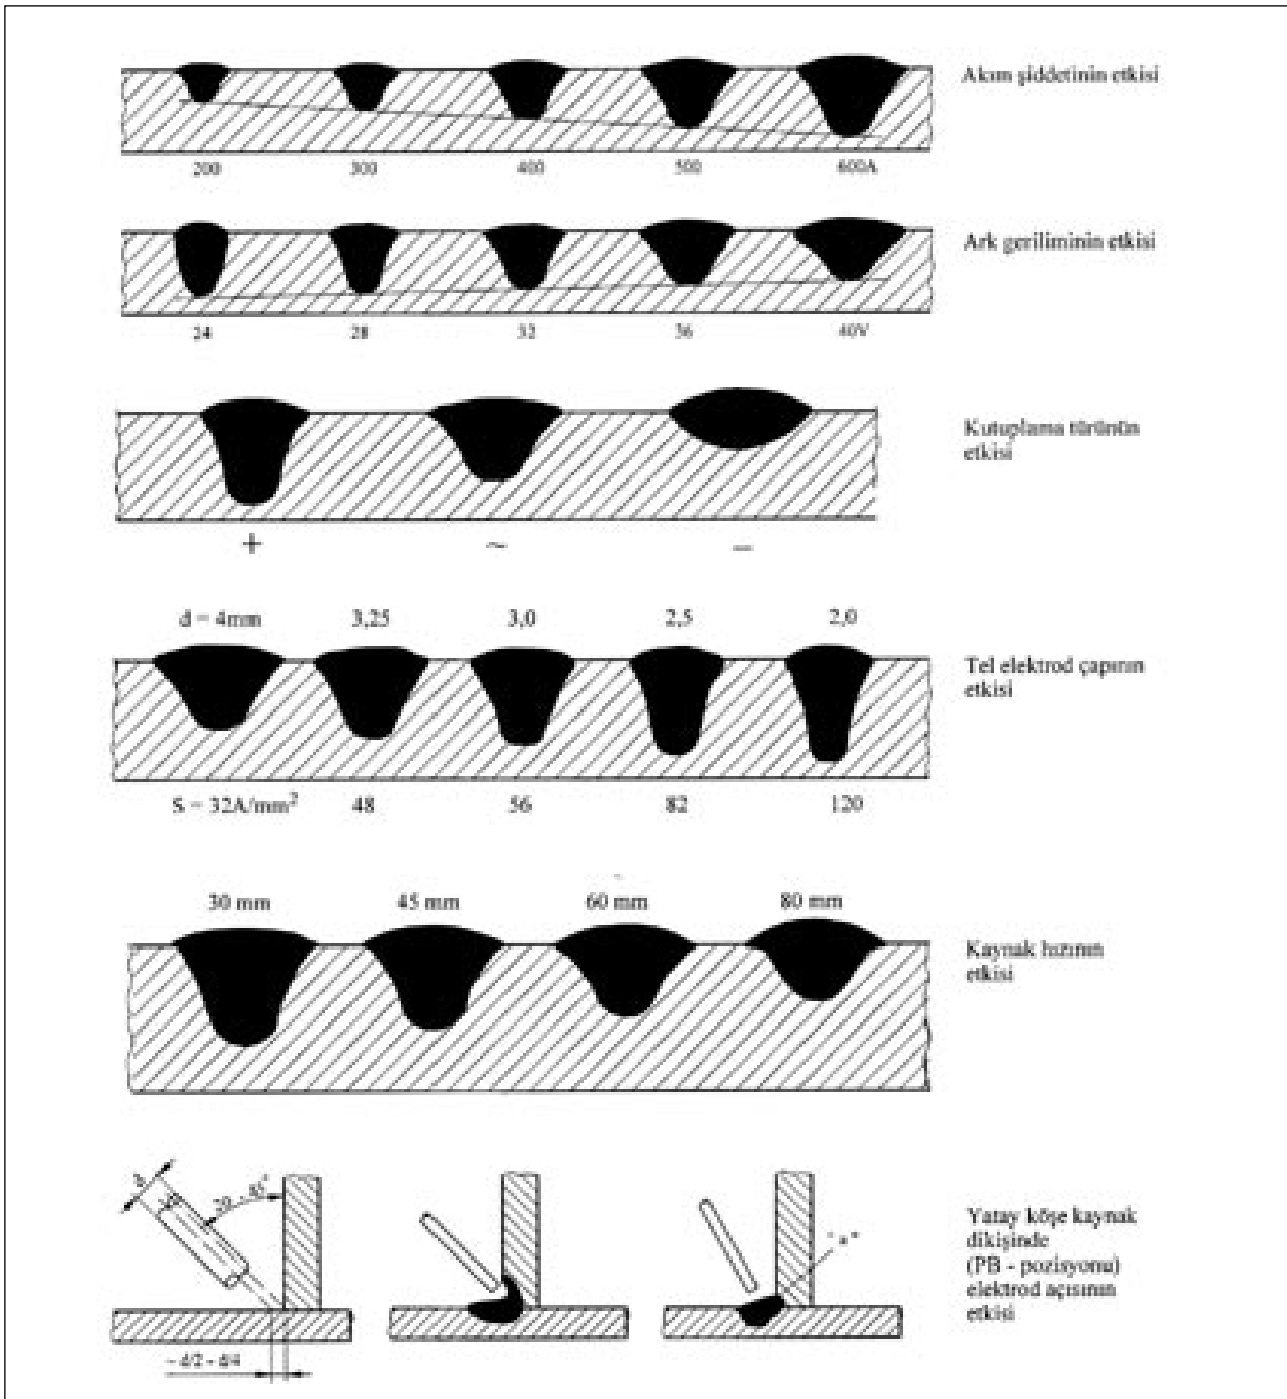 Akım şiddetinin etkisi
200 300 400 500 600A
Ark geriliminin etkisi
24 28 32 36 40V
Kutuplama türünün
etkisi
+ ~ −
d = 4mm 3,25 3,0 2,5 2,0
Tel elektrod çapının
etkisi
S = 32A/mm² 48 56 82 120
30 mm 45 mm 60 mm 80 mm
Kaynak hızının
etkisi
Yatay köşe kaynak
dikişinde
(PB - pozisyonu)
elektrod açısının
etkisi
"a"
~ d/2 - d/4